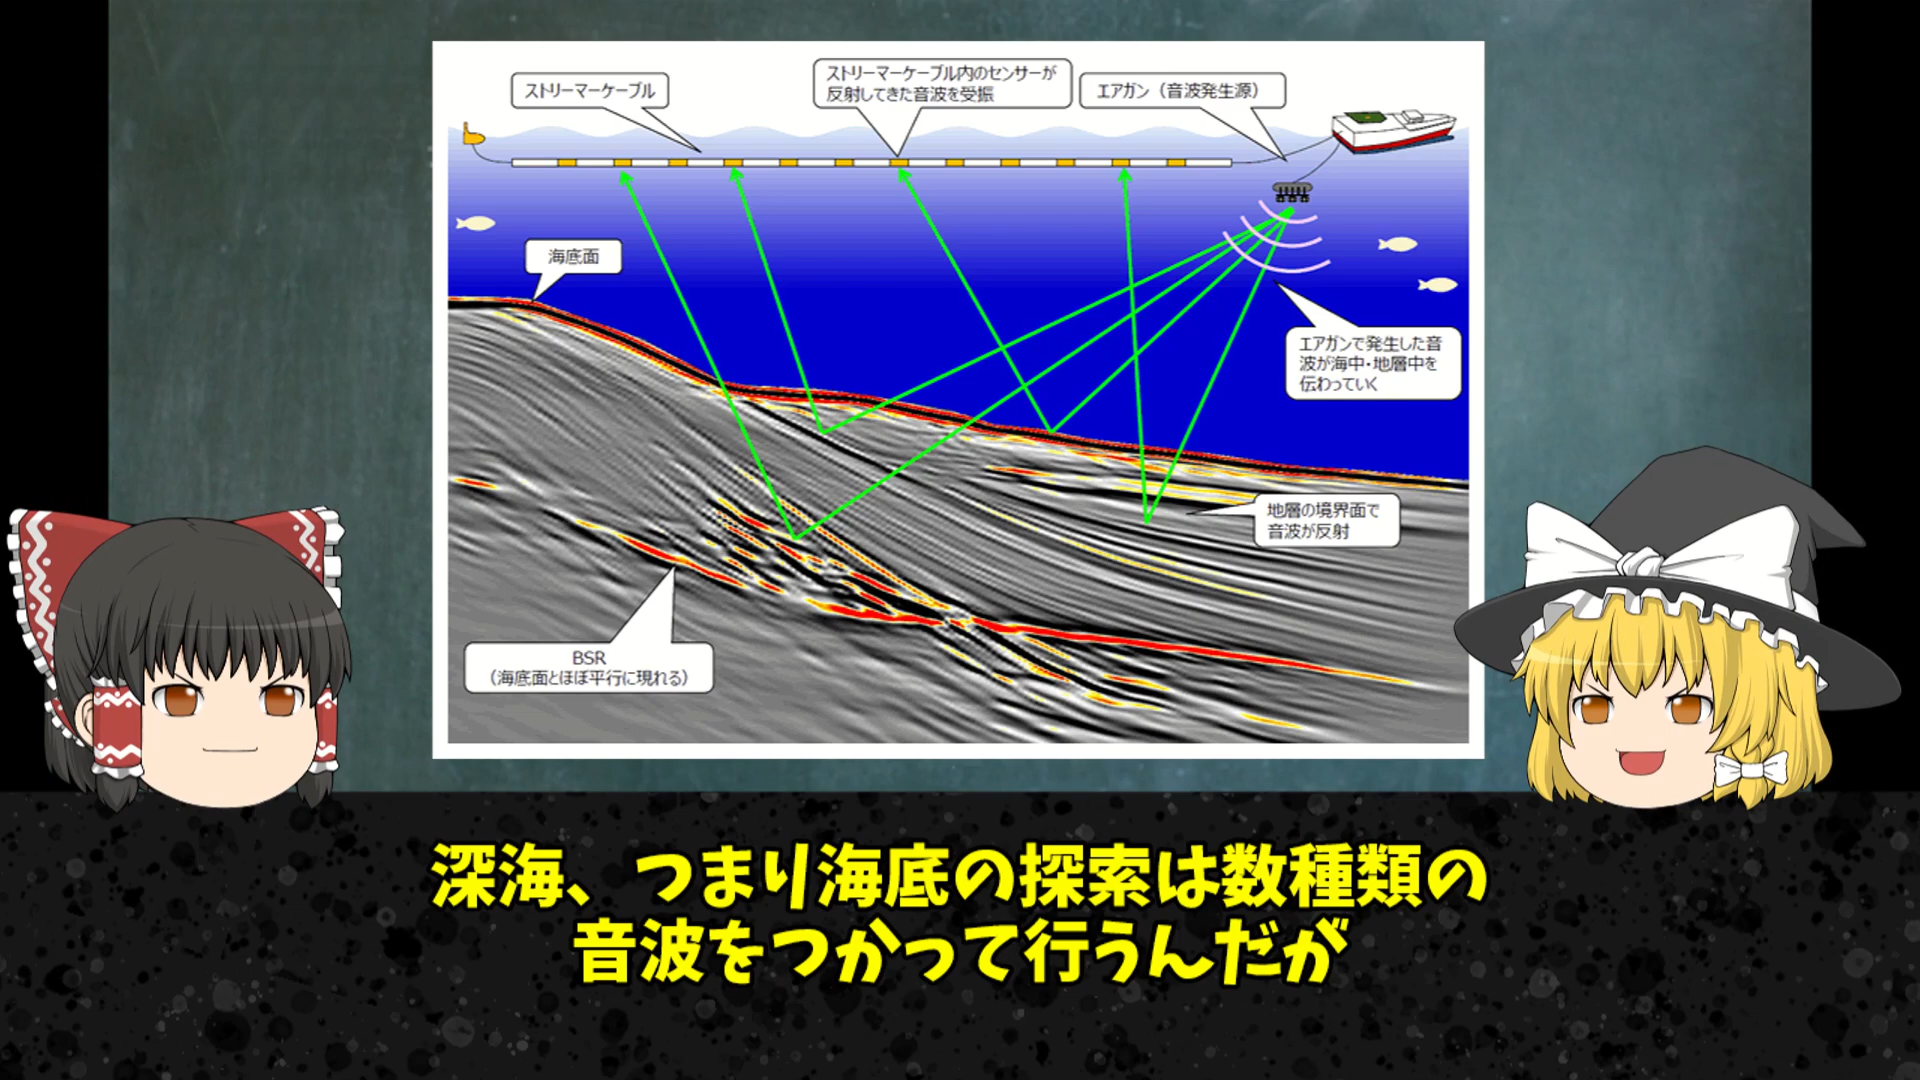 ストリーマーケーブル
ストリーマーケーブル内のセンサーが
反射してきた音波を受振
エアガン（音波発生源）
海底面
エアガンで発生した音
波が海中・地層中を
伝わっていく
地層の境界面で
音波が反射
BSR
（海底面とほぼ平行に現れる）
深海、つまり海底の探索は数種類の
音波をつかって行うんだが